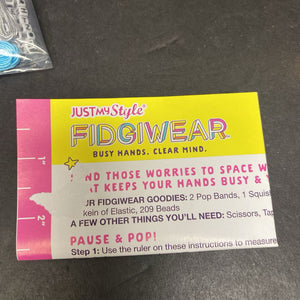 JUST MY Style®
FIDGIWEAR
BUSY HANDS. CLEAR MIND.
ND THOSE WORRIES TO SPACE W
AT KEEPS YOUR HANDS BUSY & Y
UR FIDGIWEAR GOODIES: 2 Pop Bands, 1 Squis
kein of Elastic, 209 Beads
A FEW OTHER THINGS YOU'LL NEED: Scissors, Tap
PAUSE & POP!
Step 1: Use the ruler on these instructions to measure
1"
2"